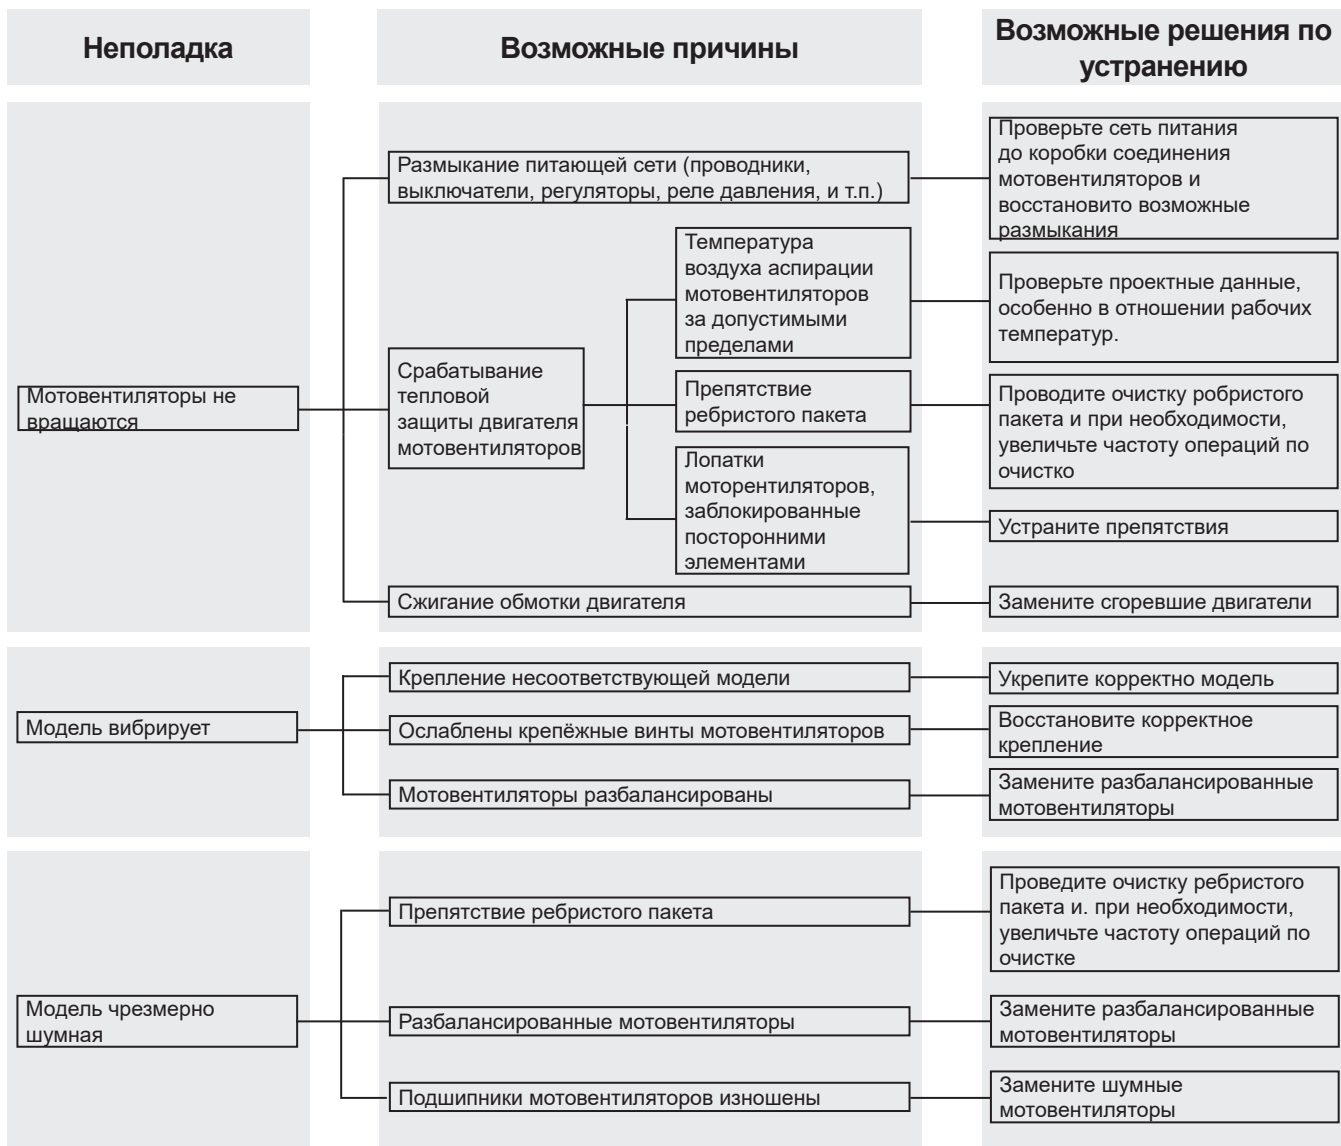 Неполадка
Возможные причины
Возможные решения по
устранению
Мотовентиляторы не
вращаются
Размыкание питающей сети (проводники,
выключатели, регуляторы, реле давления, и т.п.)
Проверьте сеть питания
до коробки соединения
мотовентиляторов и
восстановито возможные
размыкания
Срабатывание
тепловой
защиты двигателя
мотовентиляторов
Температура
воздуха аспирации
мотовентиляторов
за допустимыми
пределами
Проверьте проектные данные,
особенно в отношении рабочих
температур.
Препятствие
ребристого пакета
Проводите очистку робристого
пакета и при необходимости,
увеличьте частоту операций по
очистко
Лопатки
моторентиляторов,
заблокированные
посторонними
элементами
Устраните препятствия
Сжигание обмотки двигателя
Замените сгоревшие двигатели
Модель вибрирует
Крепление несоответствующей модели
Укрепите корректно модель
Ослаблены крепёжные винты мотовентиляторов
Восстановите корректное
крепление
Мотовентиляторы разбалансированы
Замените разбалансированные
мотовентиляторы
Модель чрезмерно
шумная
Препятствие ребристого пакета
Проведите очистку ребристого
пакета и. при необходимости,
увеличьте частоту операций по
очистке
Разбалансированные мотовентиляторы
Замените разбалансированные
мотовентиляторы
Подшипники мотовентиляторов изношены
Замените шумные
мотовентиляторы